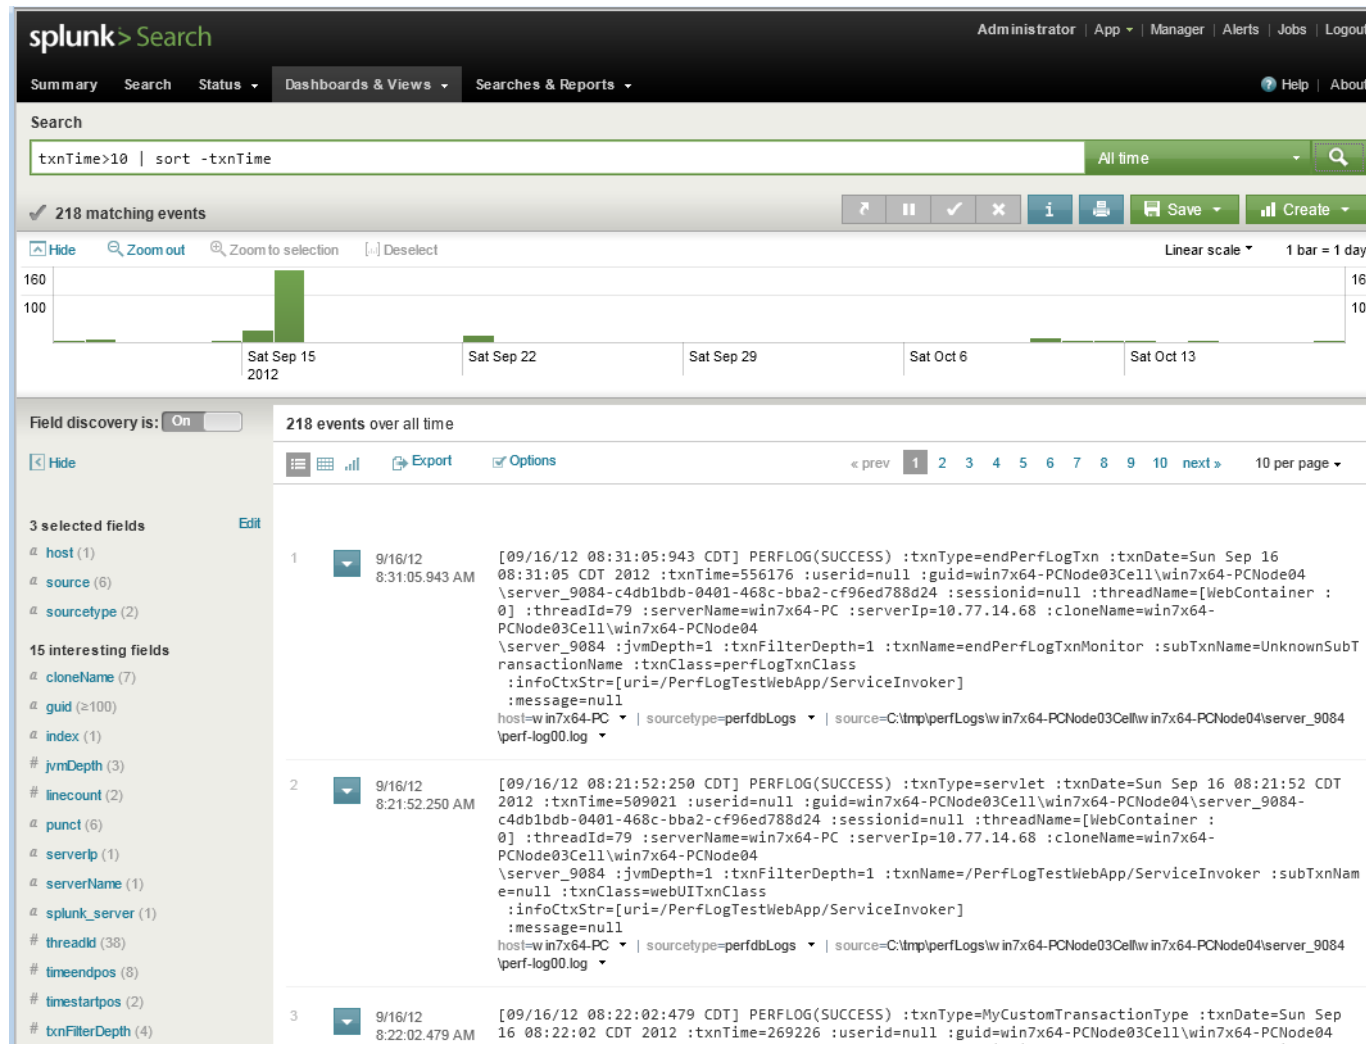 splunk> Search
Administrator | App | Manager | Alerts | Jobs | Logout
Summary Search Status Dashboards & Views Searches & Reports
Help | About
Search
txnTime>10 | sort -txnTime
All time
218 matching events
i Save Create
Hide Zoom out Zoom to selection Deselect
Linear scale 1 bar = 1 day
160 16
100 10
Sat Sep 15 Sat Sep 22 Sat Sep 29 Sat Oct 6 Sat Oct 13
2012
Field discovery is: On
218 events over all time
Hide
Export Options
« prev 1 2 3 4 5 6 7 8 9 10 next » 10 per page
3 selected fields Edit
a host (1)
a source (6)
a sourcetype (2)
15 interesting fields
a cloneName (7)
a guid (≥100)
a index (1)
# jvmDepth (3)
# linecount (2)
a punct (6)
a serverIp (1)
a serverName (1)
a splunk_server (1)
# threadId (38)
# timeendpos (8)
# timestartpos (2)
# txnFilterDepth (4)
1
9/16/12
8:31:05.943 AM
[09/16/12 08:31:05:943 CDT] PERFLOG(SUCCESS) :txnType=endPerfLogTxn :txnDate=Sun Sep 16
08:31:05 CDT 2012 :txnTime=556176 :userid=null :guid=win7x64-PCNode03Cell\win7x64-PCNode04
\server_9084-c4db1bdb-0401-468c-bba2-cf96ed788d24 :sessionid=null :threadName=[WebContainer :
0] :threadId=79 :serverName=win7x64-PC :serverIp=10.77.14.68 :cloneName=win7x64-
PCNode03Cell\win7x64-PCNode04
\server_9084 :jvmDepth=1 :txnFilterDepth=1 :txnName=endPerfLogTxnMonitor :subTxnName=UnknownSubT
ransactionName :txnClass=perfLogTxnClass
:infoCtxStr=[uri=/PerfLogTestWebApp/ServiceInvoker]
:message=null
host=win7x64-PC | sourcetype=perfdbLogs | source=C:\tmp\perfLogs\win7x64-PCNode03Cell\win7x64-PCNode04\server_9084
\perf-log00.log
2
9/16/12
8:21:52.250 AM
[09/16/12 08:21:52:250 CDT] PERFLOG(SUCCESS) :txnType=servlet :txnDate=Sun Sep 16 08:21:52 CDT
2012 :txnTime=509021 :userid=null :guid=win7x64-PCNode03Cell\win7x64-PCNode04\server_9084-
c4db1bdb-0401-468c-bba2-cf96ed788d24 :sessionid=null :threadName=[WebContainer :
0] :threadId=79 :serverName=win7x64-PC :serverIp=10.77.14.68 :cloneName=win7x64-
PCNode03Cell\win7x64-PCNode04
\server_9084 :jvmDepth=1 :txnFilterDepth=1 :txnName=/PerfLogTestWebApp/ServiceInvoker :subTxnNam
e=null :txnClass=webUITxnClass
:infoCtxStr=[uri=/PerfLogTestWebApp/ServiceInvoker]
:message=null
host=win7x64-PC | sourcetype=perfdbLogs | source=C:\tmp\perfLogs\win7x64-PCNode03Cell\win7x64-PCNode04\server_9084
\perf-log00.log
3
9/16/12
8:22:02.479 AM
[09/16/12 08:22:02:479 CDT] PERFLOG(SUCCESS) :txnType=MyCustomTransactionType :txnDate=Sun Sep
16 08:22:02 CDT 2012 :txnTime=269226 :userid=null :guid=win7x64-PCNode03Cell\win7x64-PCNode04